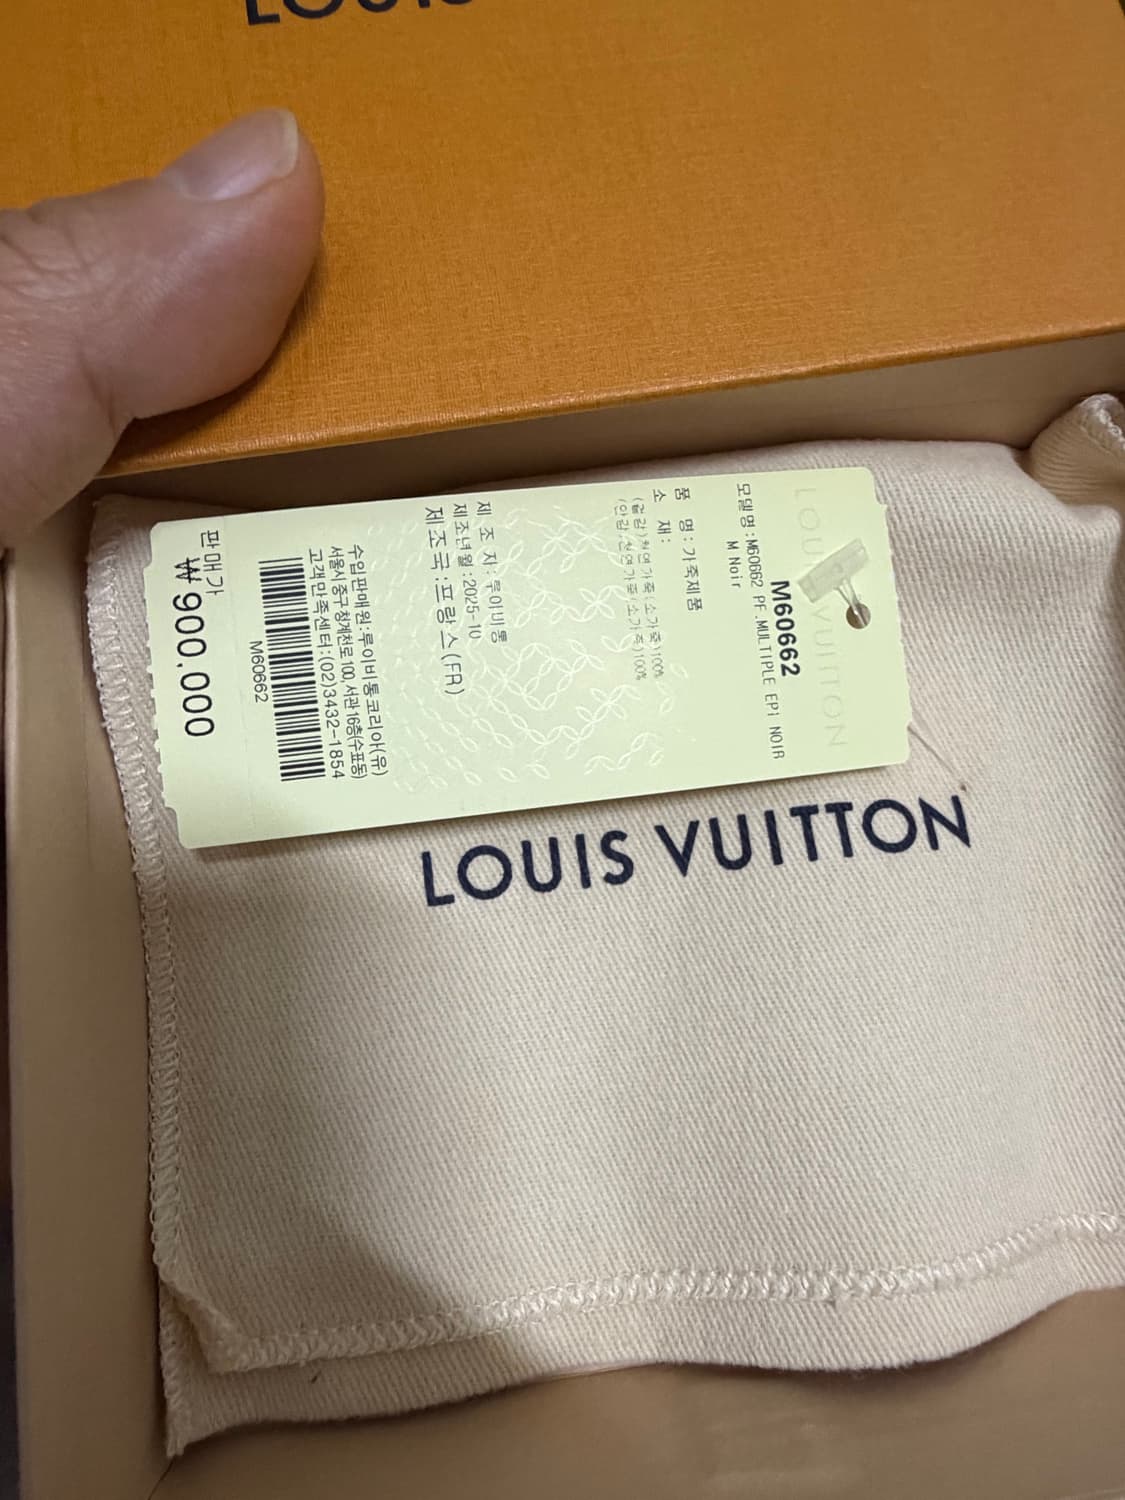 LOUIS
LOUIS VUITTON
M60662
모델명:M60662 PF.MULTIPLE EPI NOIR
M Noir
품 명:가죽제품
소 재:
(겉감)천연가죽(소가죽)100%
(안감)천연가죽(소가죽)100%
제 조 자:루이비통
제조년월:2025-10
제조국:프랑스(FR)
수입판매원:루이비통코리아(유)
서울시 중구 청계천로 100, 서관 16층(수표동)
고객만족센터:(02)3432-1854
M60662
판매가
₩900,000
LOUIS VUITTON